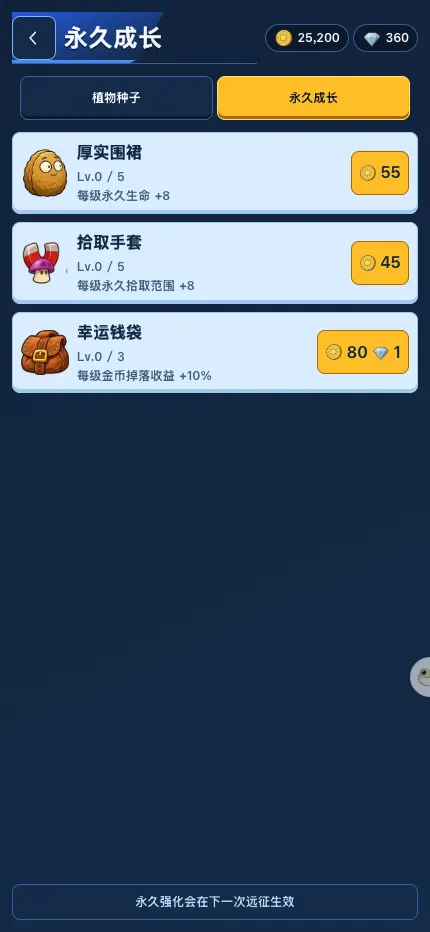 永久成长
25,200
360
植物种子
永久成长
厚实围裙
Lv.0 / 5
每级永久生命 +8
55
拾取手套
Lv.0 / 5
每级永久拾取范围 +8
45
幸运钱袋
Lv.0 / 3
每级金币掉落收益 +10%
80 1
永久强化会在下一次远征生效